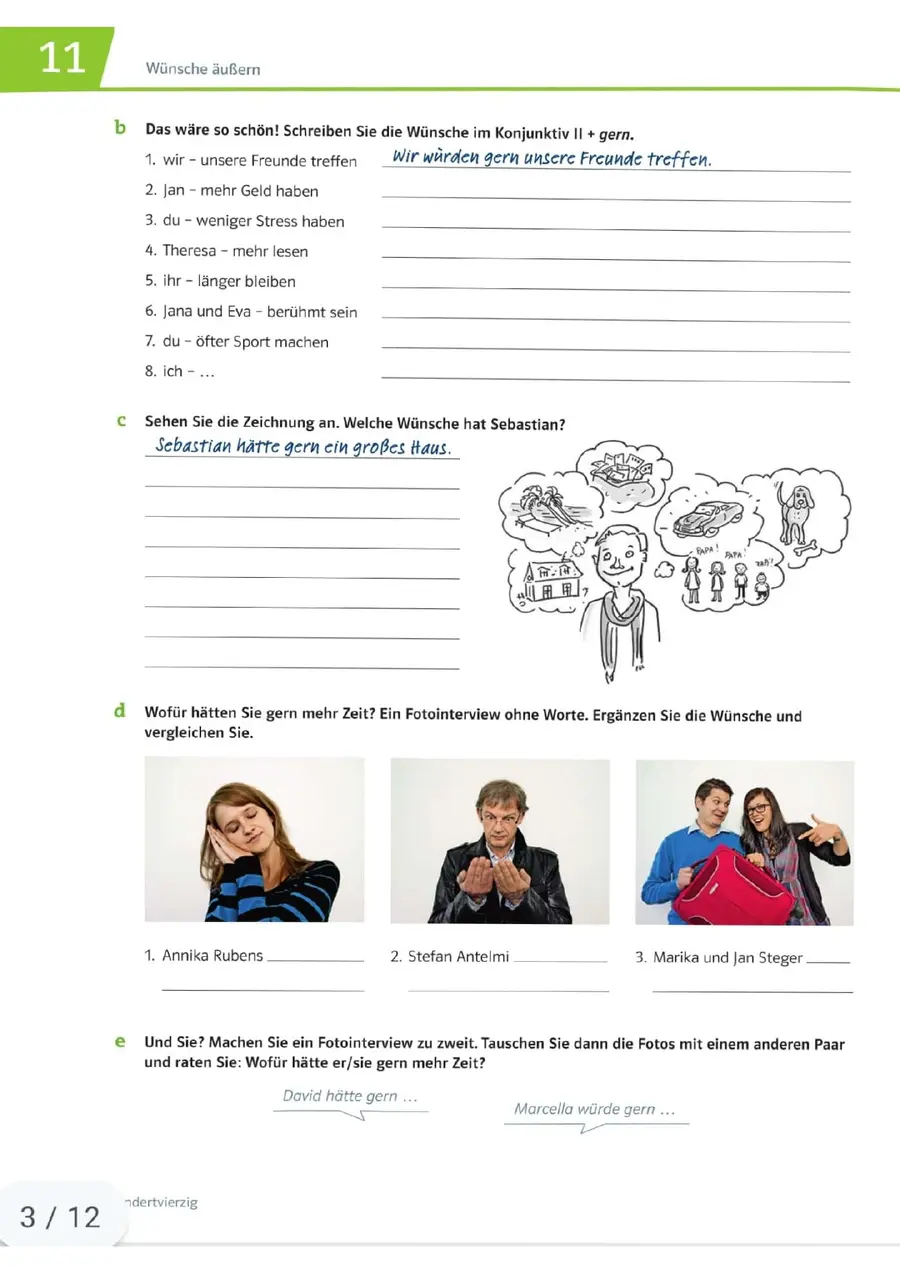 11
Wünsche äußern
b Das wäre so schön! Schreiben Sie die Wünsche im Konjunktiv II + gern.
1. wir – unsere Freunde treffen Wir würden gern unsere Freunde treffen.
2. Jan – mehr Geld haben
3. du – weniger Stress haben
4. Theresa – mehr lesen
5. ihr – länger bleiben
6. Jana und Eva – berühmt sein
7. du – öfter Sport machen
8. ich – ...
c Sehen Sie die Zeichnung an. Welche Wünsche hat Sebastian?
Sebastian hätte gern ein großes Haus.
PAPA! PAPA! PAPA!
d Wofür hätten Sie gern mehr Zeit? Ein Fotointerview ohne Worte. Ergänzen Sie die Wünsche und
vergleichen Sie.
1. Annika Rubens
2. Stefan Antelmi
3. Marika und Jan Steger
e Und Sie? Machen Sie ein Fotointerview zu zweit. Tauschen Sie dann die Fotos mit einem anderen Paar
und raten Sie: Wofür hätte er/sie gern mehr Zeit?
David hätte gern ...
Marcella würde gern ...
ndertvierzig
3 / 12